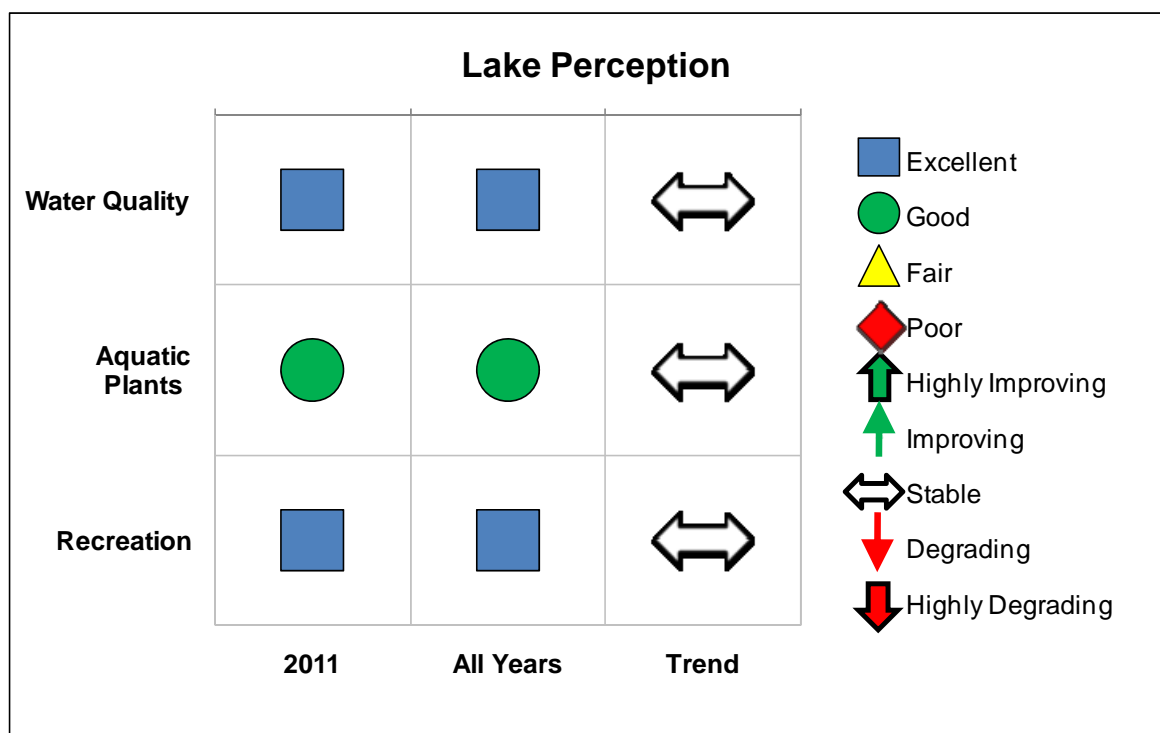 Lake Perception
Water Quality
Aquatic
Plants
Recreation
2011
All Years
Trend
Excellent
Good
Fair
Poor
Highly Improving
Improving
Stable
Degrading
Highly Degrading